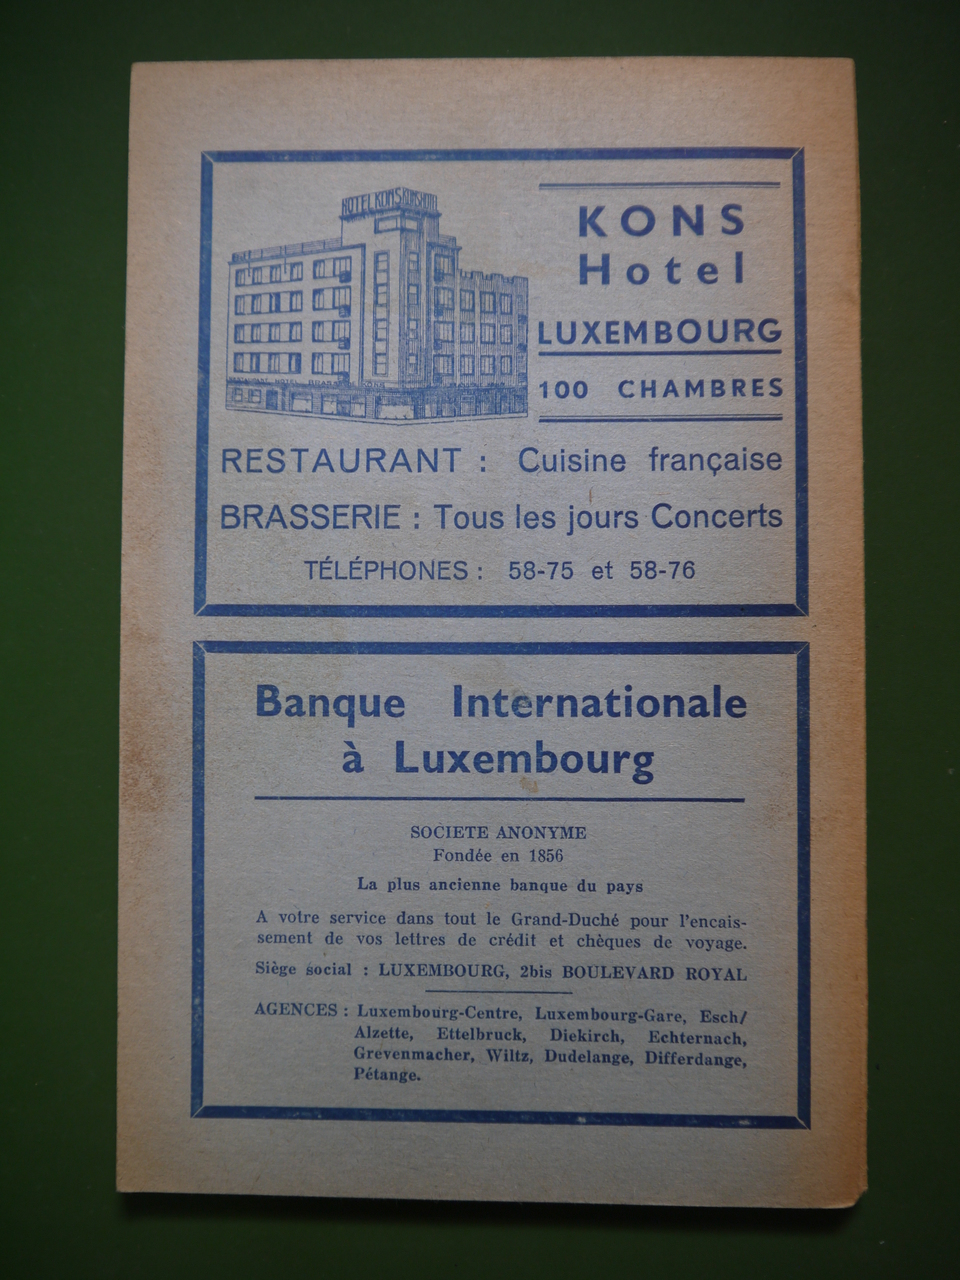 HOTEL KONS KONS HOTEL
KONS
Hotel
LUXEMBOURG
100 CHAMBRES
RESTAURANT : Cuisine française
BRASSERIE : Tous les jours Concerts
TÉLÉPHONES : 58-75 et 58-76
Banque Internationale
à Luxembourg
SOCIETE ANONYME
Fondée en 1856
La plus ancienne banque du pays
A votre service dans tout le Grand-Duché pour l'encais-
sement de vos lettres de crédit et chèques de voyage.
Siège social : LUXEMBOURG, 2bis BOULEVARD ROYAL
AGENCES : Luxembourg-Centre, Luxembourg-Gare, Esch/
Alzette, Ettelbruck, Diekirch, Echternach,
Grevenmacher, Wiltz, Dudelange, Differdange,
Pétange.